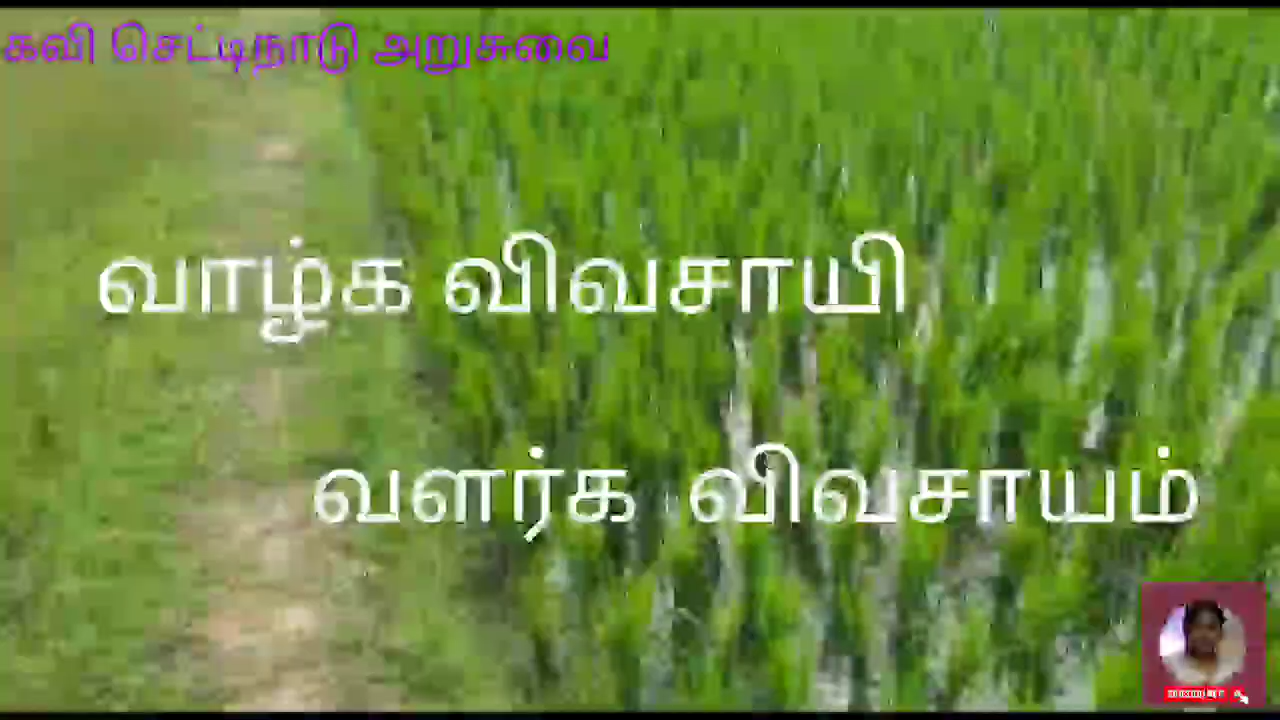 கவி செட்டிநாடு அறுசுவை
வாழ்க விவசாயி
வளர்க விவசாயம்